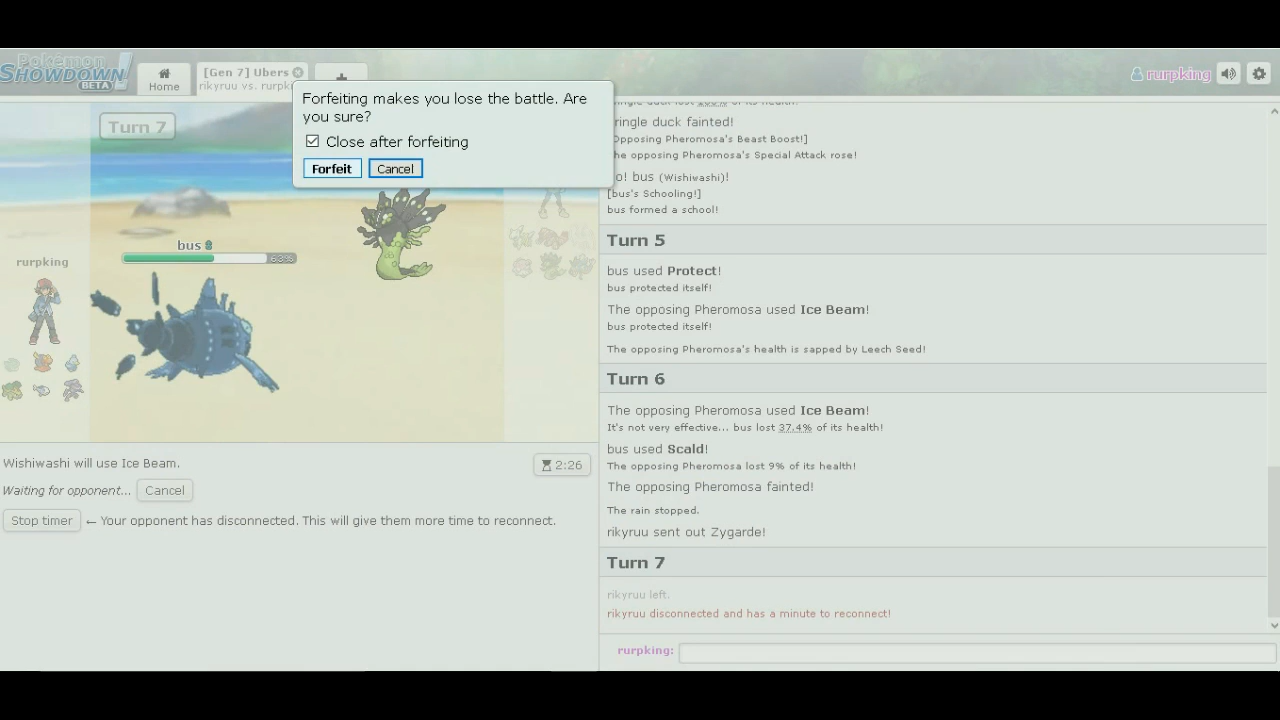 Pokémon
SHOWDOWN!
BETA
Home
[Gen 7] Ubers
rikyruu vs. rurpki
+
rurpking
Forfeiting makes you lose the battle. Are
you sure?
Close after forfeiting
Forfeit
Cancel
Turn 7
bus
63%
rurpking
Wishiwashi will use Ice Beam.
2:26
Waiting for opponent...
Cancel
Stop timer
← Your opponent has disconnected. This will give them more time to reconnect.
ringle duck fainted!
Opposing Pheromosa's Beast Boost!]
he opposing Pheromosa's Special Attack rose!
o! bus (Wishiwashi)!
[bus's Schooling!]
bus formed a school!
Turn 5
bus used Protect!
bus protected itself!
The opposing Pheromosa used Ice Beam!
bus protected itself!
The opposing Pheromosa's health is sapped by Leech Seed!
Turn 6
The opposing Pheromosa used Ice Beam!
It's not very effective... bus lost 37.4% of its health!
bus used Scald!
The opposing Pheromosa lost 9% of its health!
The opposing Pheromosa fainted!
The rain stopped.
rikyruu sent out Zygarde!
Turn 7
rikyruu left.
rikyruu disconnected and has a minute to reconnect!
rurpking: